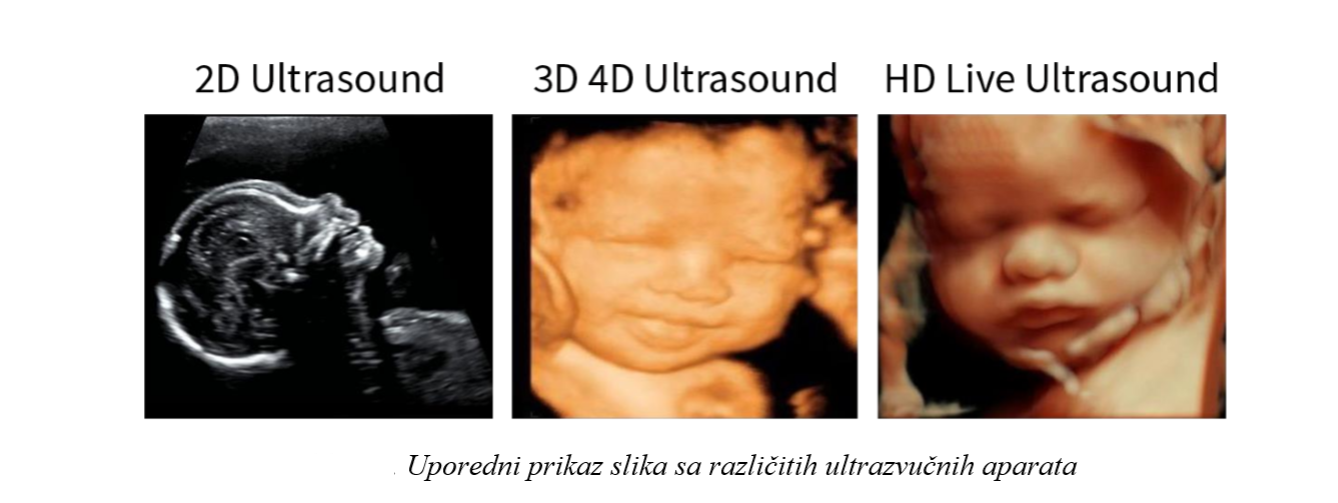 2D Ultrasound
3D 4D Ultrasound
HD Live Ultrasound
Uporedni prikaz slika sa različitih ultrazvučnih aparata